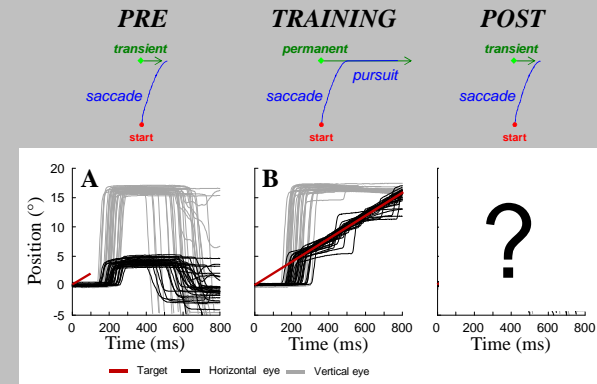 PRE TRAINING POST
transient permanent transient
pursuit
saccade saccade saccade
start start start
20 A B
15
10
5
0
-5
Position (°)
?
0 200 400 600 800 0 200 400 600 800 0 200 400 600 800
Time (ms) Time (ms) Time (ms)
Target Horizontal eye Vertical eye